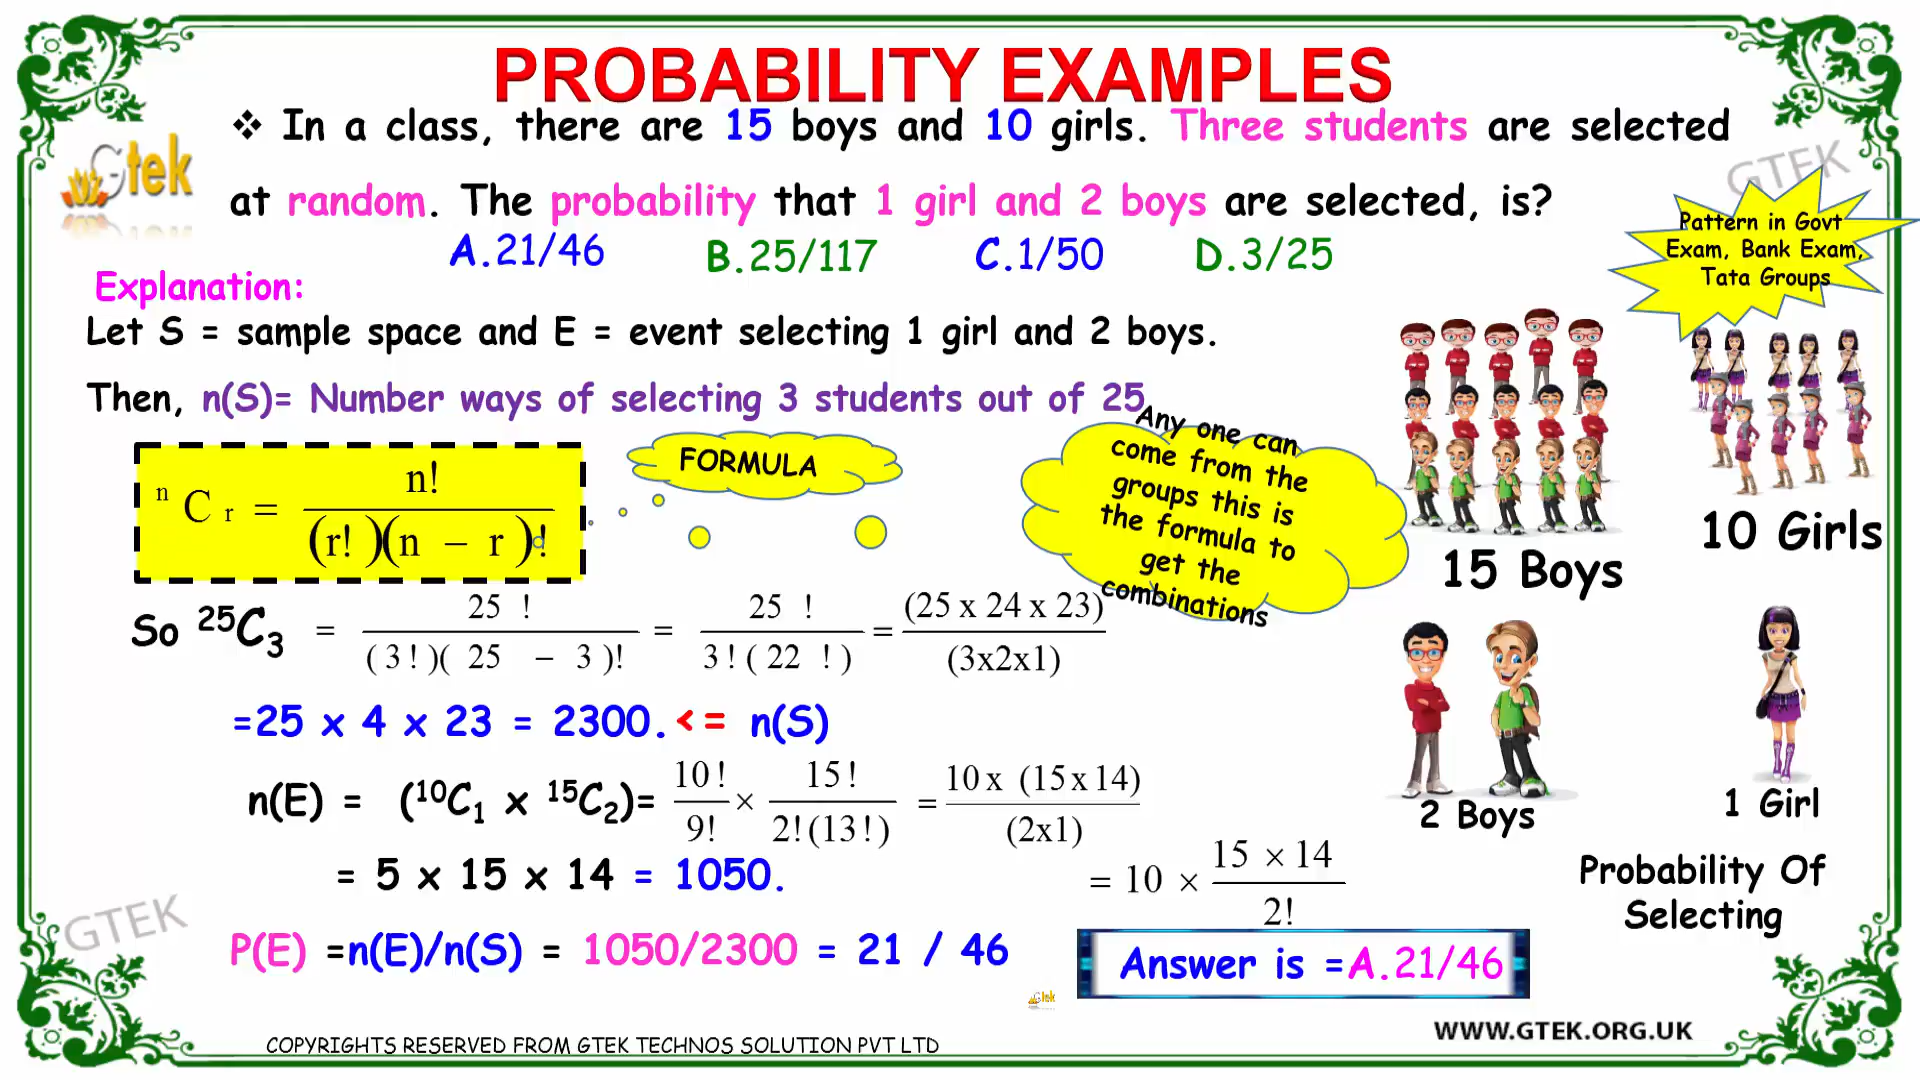 PROBABILITY EXAMPLES
❖ In a class, there are 15 boys and 10 girls. Three students are selected
at random. The probability that 1 girl and 2 boys are selected, is?
Gtek
GTEK
A.21/46 B.25/117 C.1/50 D.3/25
Pattern in Govt
Exam, Bank Exam,
Tata Groups
Explanation:
Let S = sample space and E = event selecting 1 girl and 2 boys.
Then, n(S)= Number ways of selecting 3 students out of 25
ⁿ C ᵣ = n! / (r! )(n − r )!
FORMULA
Any one can
come from the
groups this is
the formula to
get the
combinations
15 Boys
10 Girls
So ²⁵C₃ = 25 ! / ( 3 ! )( 25 − 3 )! = 25 ! / 3 ! ( 22 ! ) = (25 x 24 x 23) / (3x2x1)
=25 x 4 x 23 = 2300. <= n(S)
n(E) = (¹⁰C₁ x ¹⁵C₂)= 10! / 9! × 15! / 2!(13!) = 10 x (15 x 14) / (2x1)
2 Boys
1 Girl
= 5 x 15 x 14 = 1050.
= 10 × 15 × 14 / 2!
Probability Of
Selecting
GTEK
P(E) =n(E)/n(S) = 1050/2300 = 21 / 46
Answer is =A.21/46
Gtek
WWW.GTEK.ORG.UK
COPYRIGHTS RESERVED FROM GTEK TECHNOS SOLUTION PVT LTD